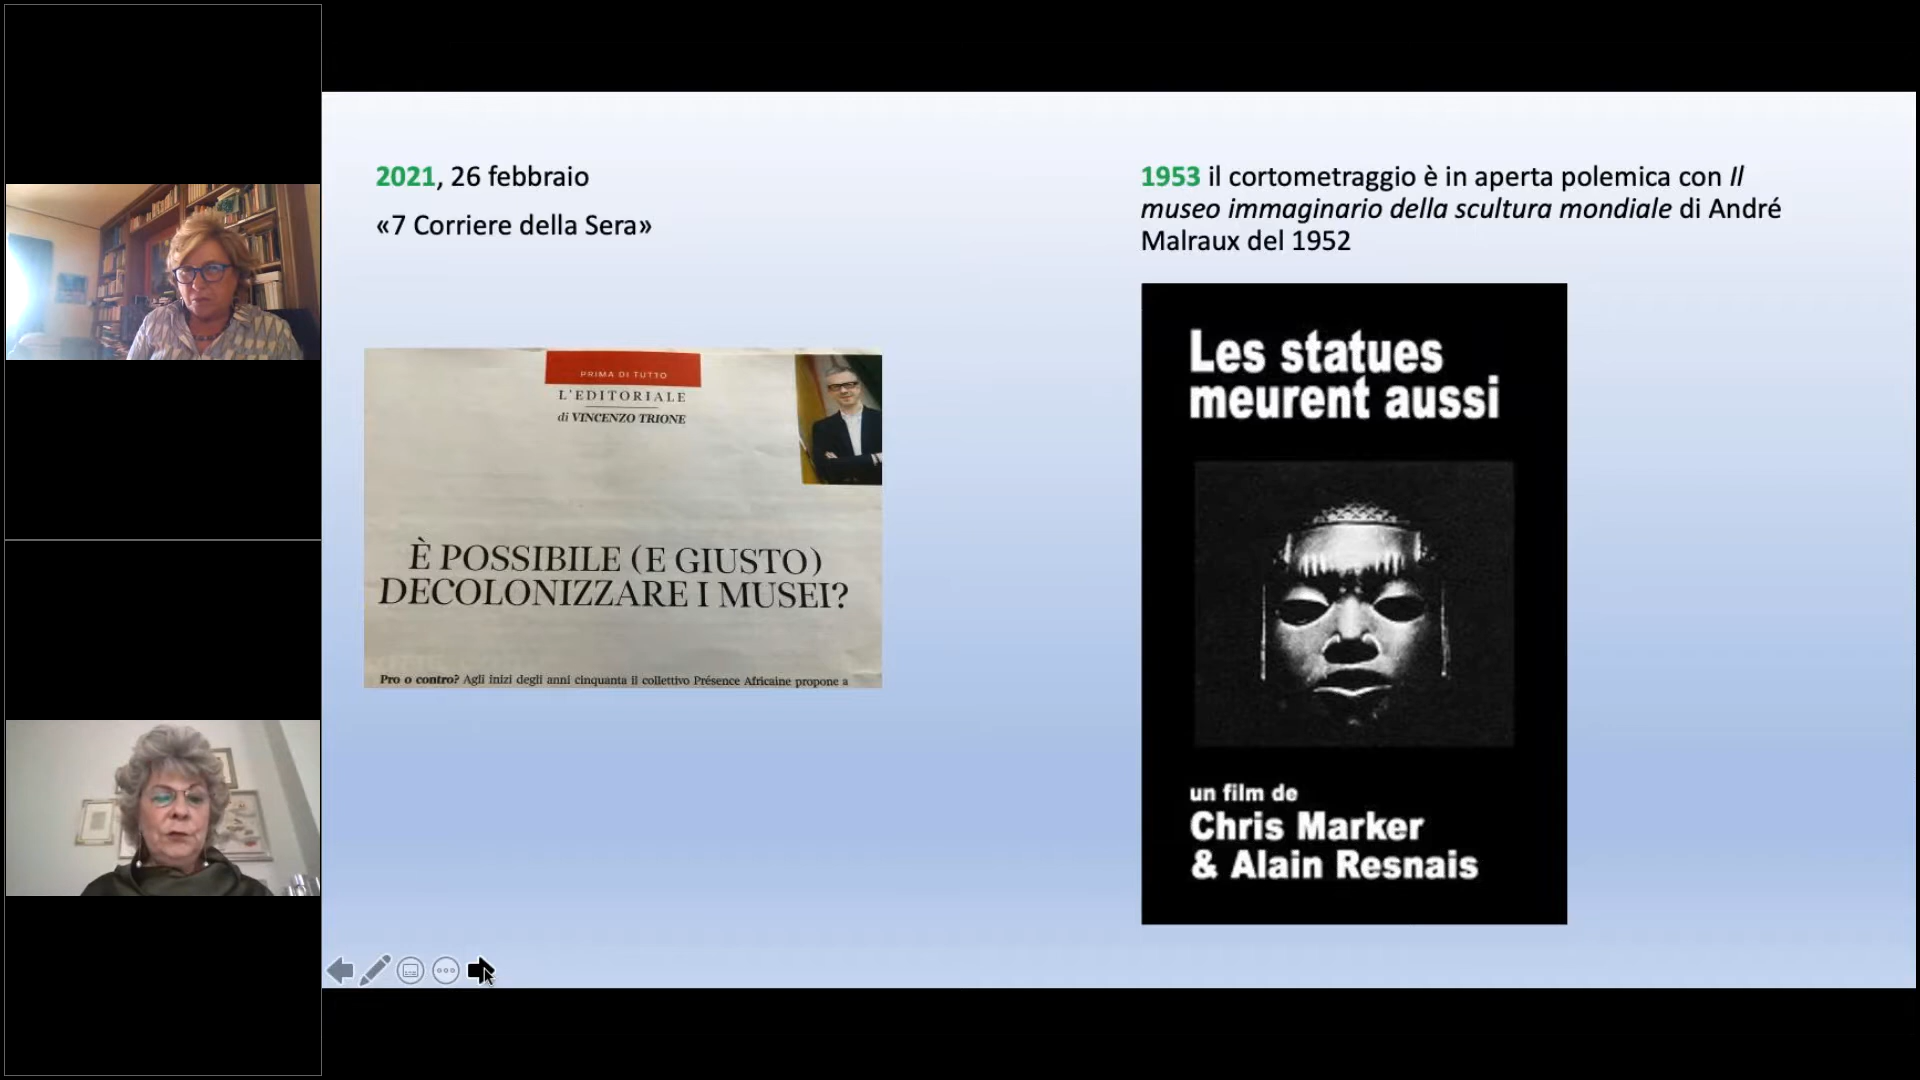 2021, 26 febbraio
«7 Corriere della Sera»
PRIMA DI TUTTO
L'EDITORIALE
di VINCENZO TRIONE
È POSSIBILE (E GIUSTO)
DECOLONIZZARE I MUSEI?
Pro o contro? Agli inizi degli anni cinquanta il collettivo Présence Africaine propone a
1953 il cortometraggio è in aperta polemica con Il
museo immaginario della scultura mondiale di André
Malraux del 1952
Les statues
meurent aussi
un film de
Chris Marker
& Alain Resnais